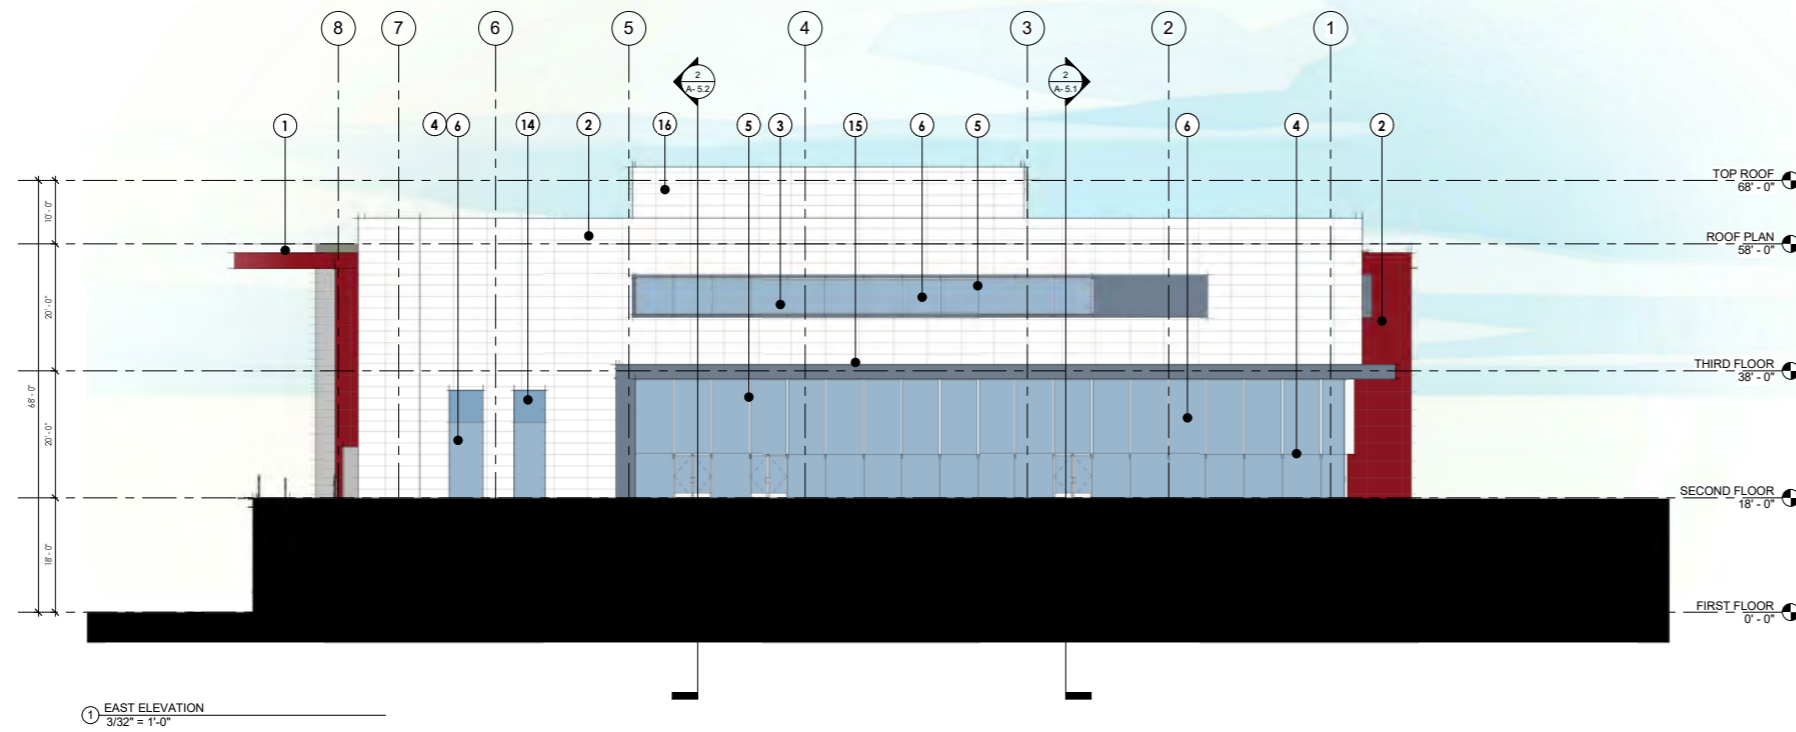 8 7 6 5 4 3 2 1
2
A- 5.2
2
A- 5.1
1 4 6 14 2 16 5 3 15 6 5 6 4 2
TOP ROOF
68' - 0"
10' - 0"
ROOF PLAN
58' - 0"
20' - 0"
THIRD FLOOR
38' - 0"
68' - 0"
20' - 0"
SECOND FLOOR
18' - 0"
18' - 0"
FIRST FLOOR
0' - 0"
1 EAST ELEVATION
3/32" = 1'-0"